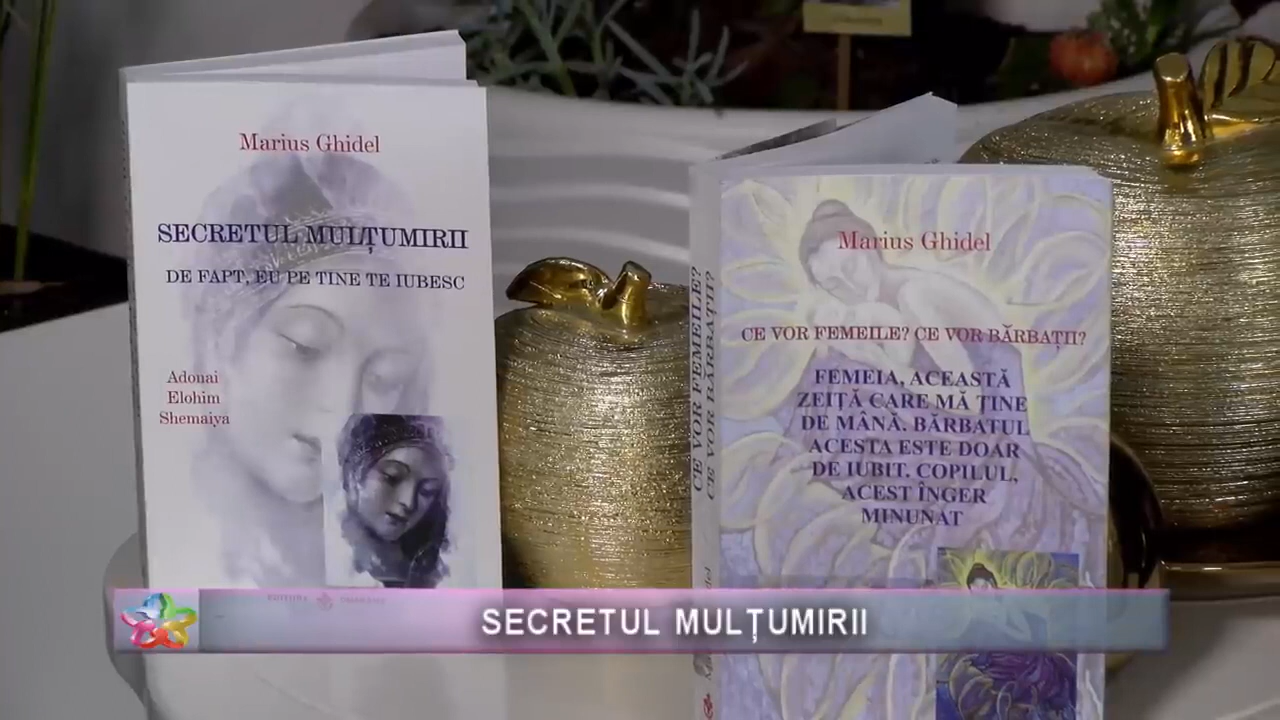 Marius Ghidel
SECRETUL MULȚUMIRII
DE FAPT, EU PE TINE TE IUBESC
Adonai
Elohim
Shemaiya
EDITURA
CE VOR FEMEILE?
CE VOR BĂRBAȚII?
Marius Ghidel
CE VOR FEMEILE? CE VOR BĂRBAȚII?
FEMEIA, ACEASTĂ
ZEIȚĂ CARE MĂ ȚINE
DE MÂNĂ. BĂRBATUL
ACESTA ESTE DOAR
DE IUBIT. COPILUL,
ACEST ÎNGER
MINUNAT
SECRETUL MULȚUMIRII